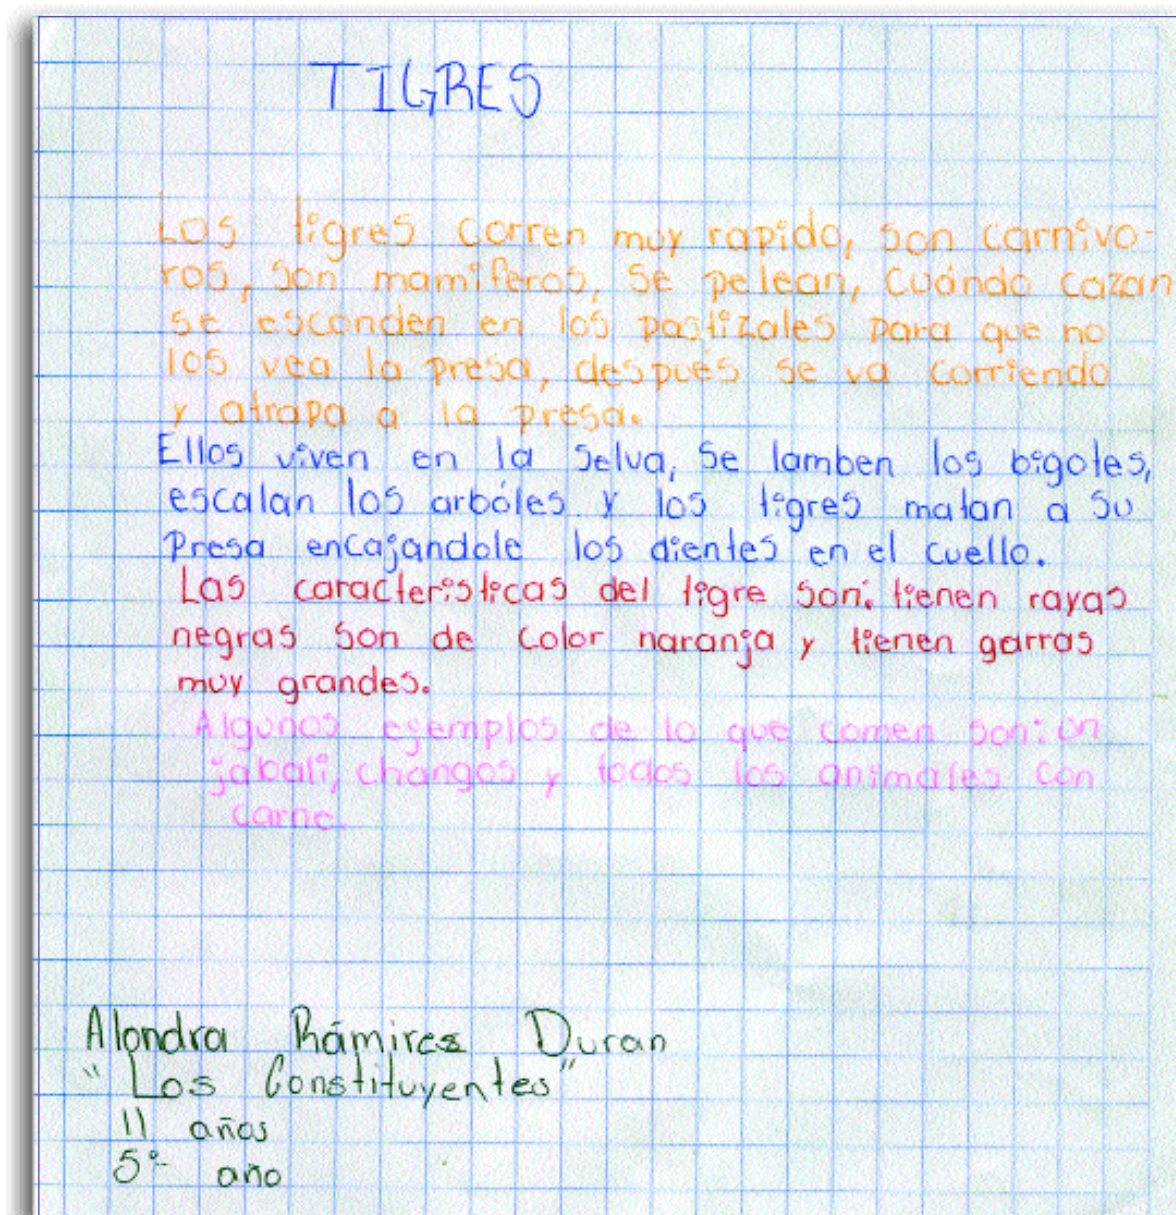 TIGRES
Los tigres corren muy rapido, son carnivo-
ros, son mamiferos, se pelean, cuándo cazan
se esconden en los pastizales para que no
los vea la presa, después se va corriendo
y atrapa a la presa.
Ellos viven en la selva, se lamben los bigotes,
escalan los arbóles y los tigres matan a su
presa encajandole los dientes en el cuello.
Las caracteristicas del tigre son: tienen rayas
negras son de color naranja y tienen garras
muy grandes.
Algunos ejemplos de lo que comen son: un
jabali, changos y todos los animales con
carne.
Alondra Rámires Duran
"Los Constituyentes"
11 años
5º año